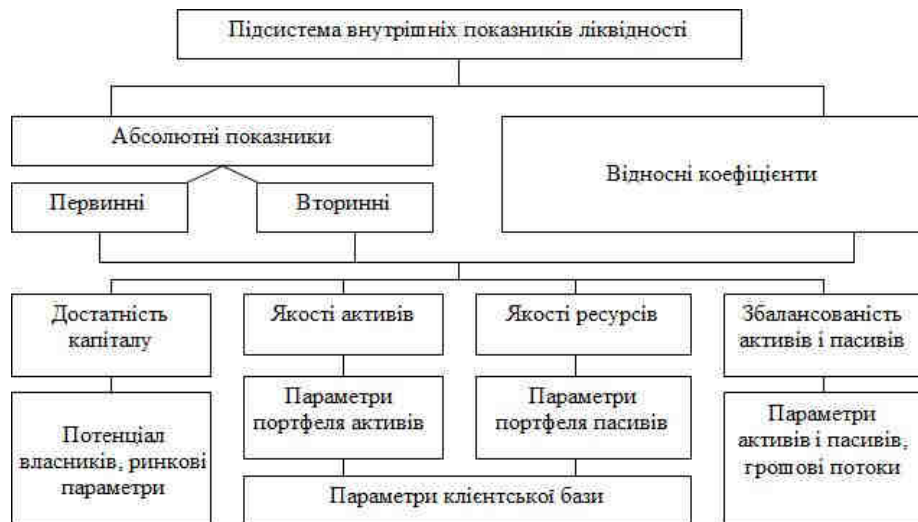 Підсистема внутрішніх показників ліквідності
Абсолютні показники
Відносні коефіцієнти
Первинні
Вторинні
Достатність
капіталу
Якості активів
Якості ресурсів
Збалансованість
активів і пасивів
Потенціал
власників, ринкові
параметри
Параметри
портфеля активів
Параметри
портфеля пасивів
Параметри
активів і пасивів,
грошові потоки
Параметри клієнтської бази